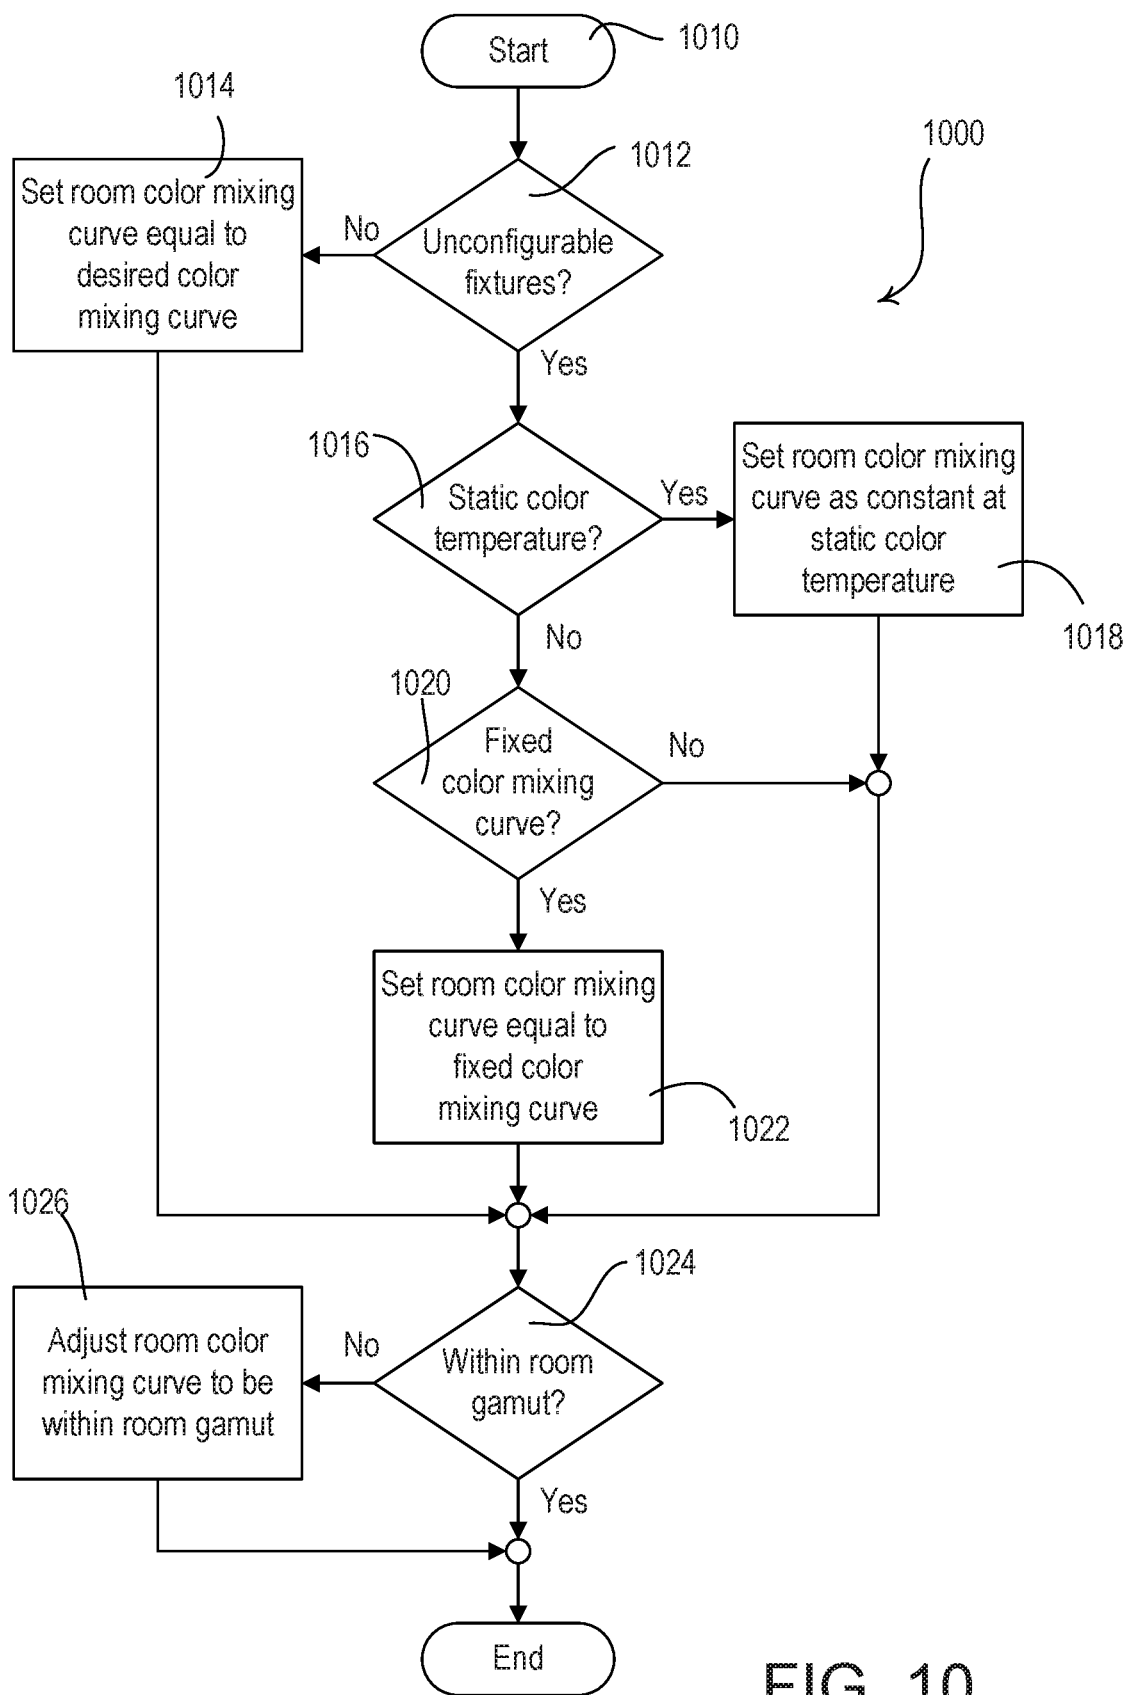 Start
1010
1014
1012
1000
Set room color mixing
curve equal to
desired color
mixing curve
No
Unconfigurable
fixtures?
Yes
1016
Static color
temperature?
Yes
Set room color mixing
curve as constant at
static color
temperature
1018
No
1020
Fixed
color mixing
curve?
No
Yes
Set room color mixing
curve equal to
fixed color
mixing curve
1022
1026
1024
Adjust room color
mixing curve to be
within room gamut
No
Within room
gamut?
Yes
End
FIG. 10